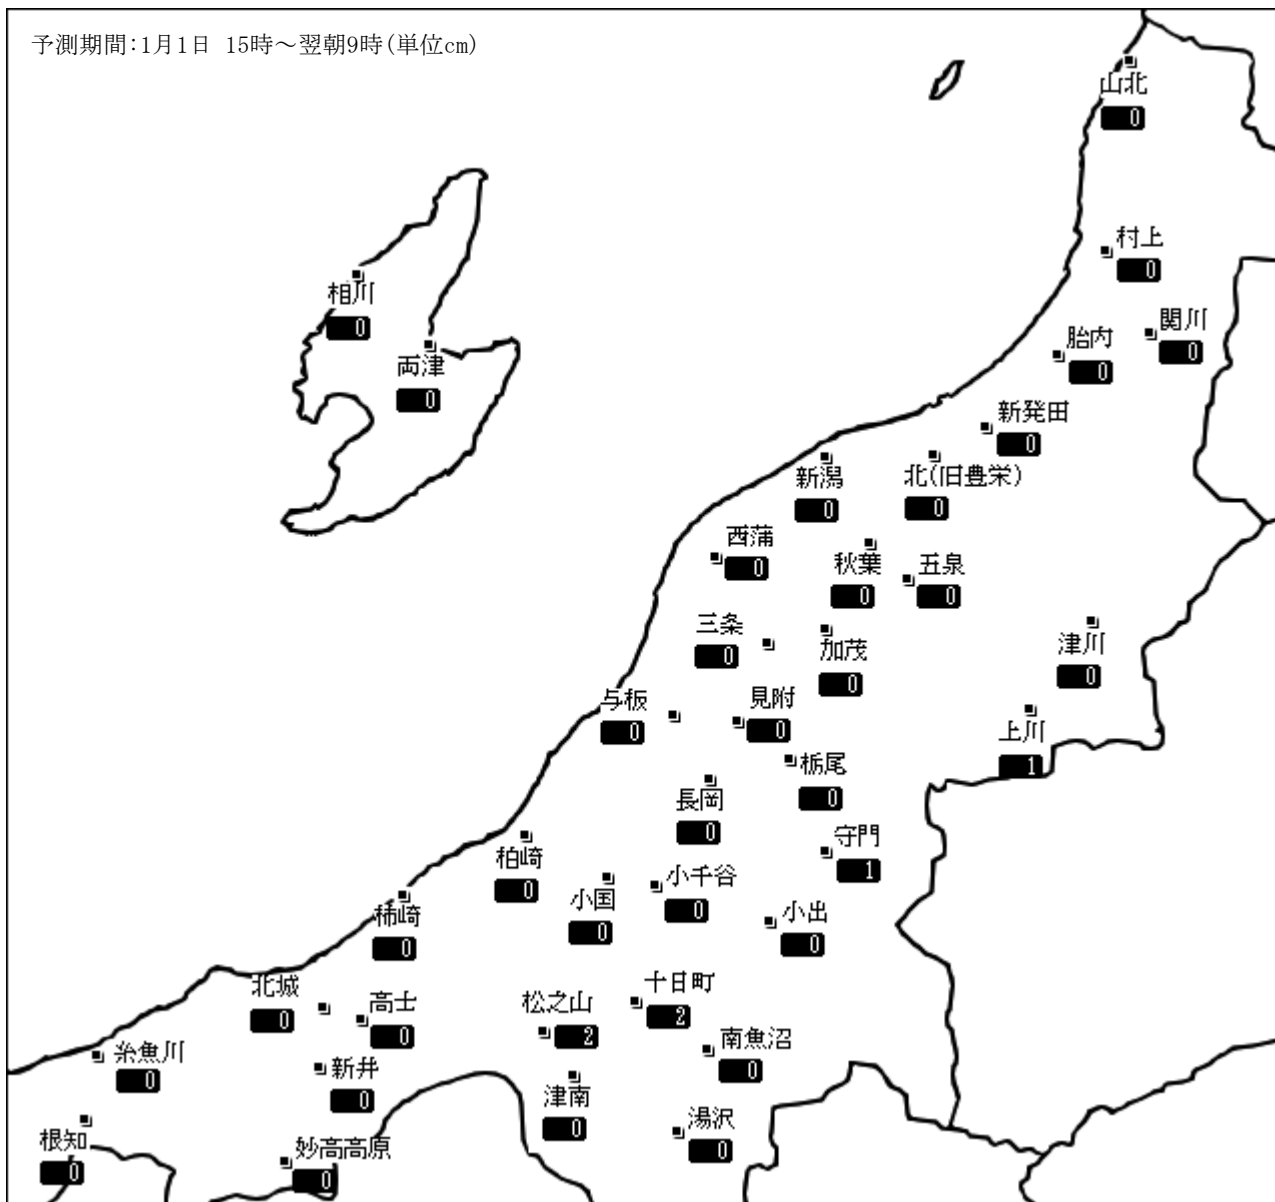 予測期間:1月1日 15時～翌朝9時(単位cm)
山北
0
村上
0
相川
0
関川
0
胎内
0
両津
0
新発田
0
新潟
0
北(旧豊栄)
0
西蒲
0
秋葉
0
五泉
0
三条
0
加茂
0
津川
0
与板
0
見附
0
上川
1
栃尾
0
長岡
0
守門
1
柏崎
0
小国
0
小千谷
0
小出
0
柿崎
0
北城
0
高士
0
松之山
2
十日町
2
南魚沼
0
糸魚川
0
新井
0
津南
0
湯沢
0
根知
0
妙高高原
0